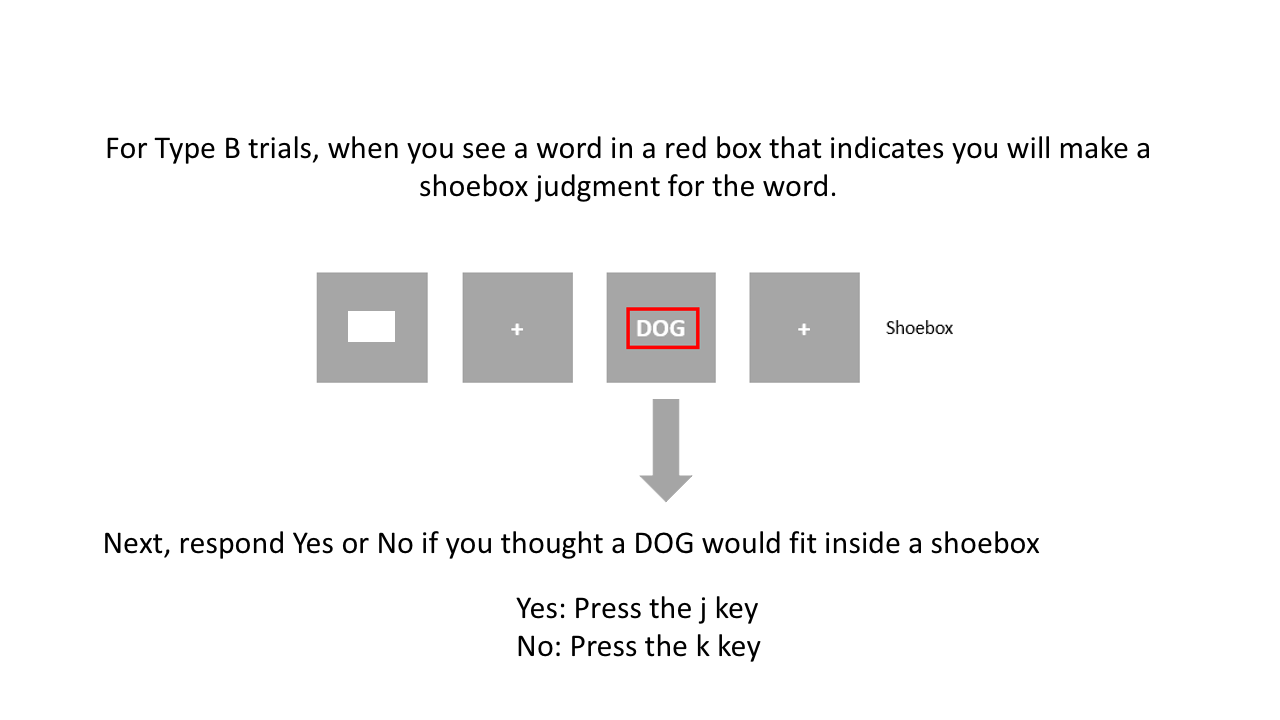 For Type B trials, when you see a word in a red box that indicates you will make a
shoebox judgment for the word.
+
DOG
+
Shoebox
Next, respond Yes or No if you thought a DOG would fit inside a shoebox
Yes: Press the j key
No: Press the k key